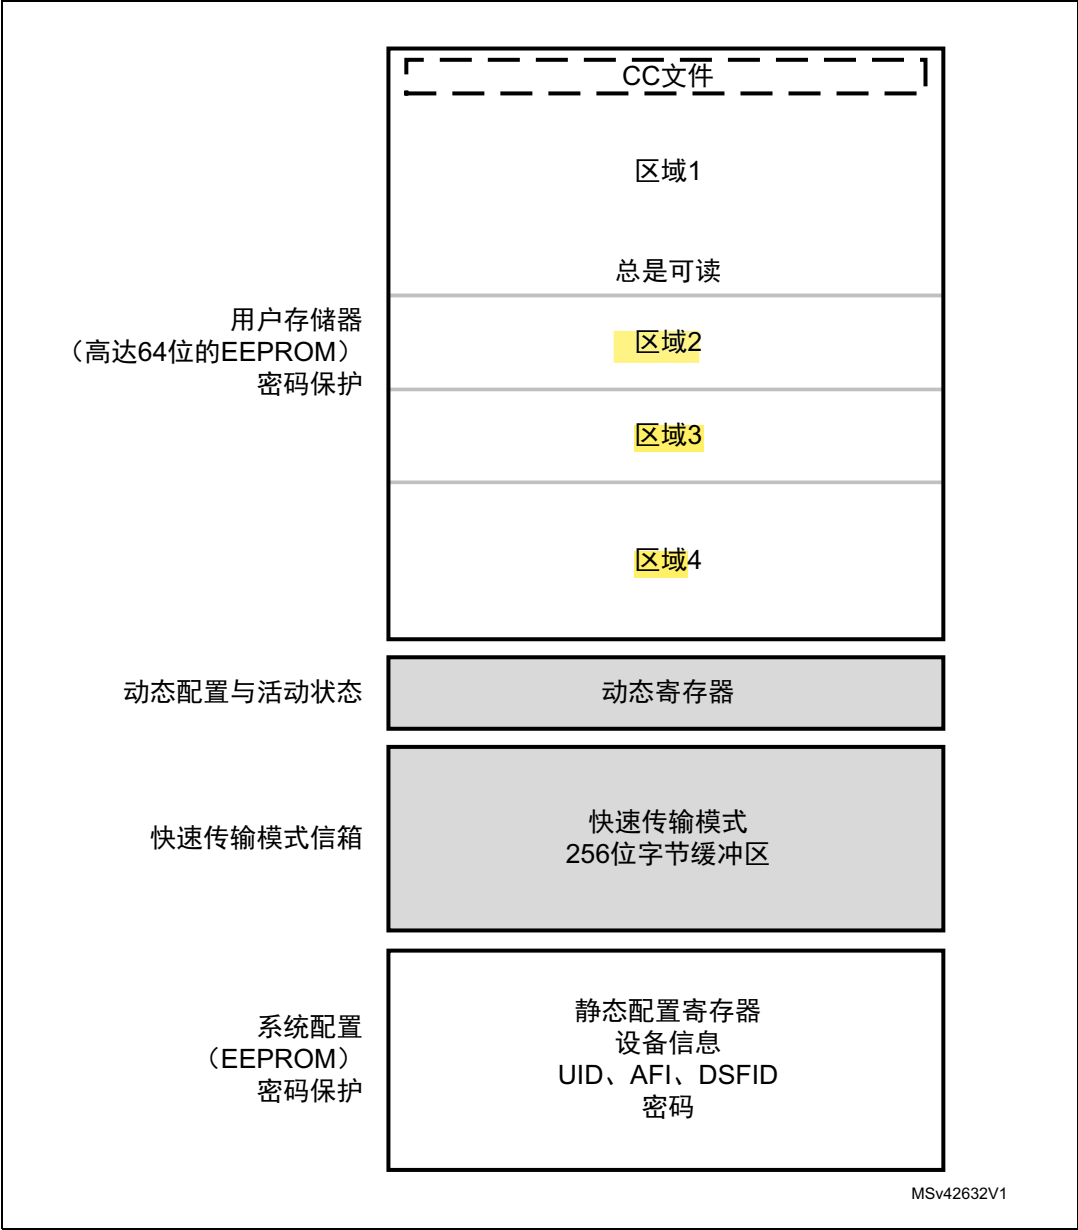 CC文件
区域1
总是可读
用户存储器
（高达64位的EEPROM）
密码保护
区域2
区域3
区域4
动态配置与活动状态
动态寄存器
快速传输模式信箱
快速传输模式
256位字节缓冲区
系统配置
（EEPROM）
密码保护
静态配置寄存器
设备信息
UID、AFI、DSFID
密码
MSv42632V1